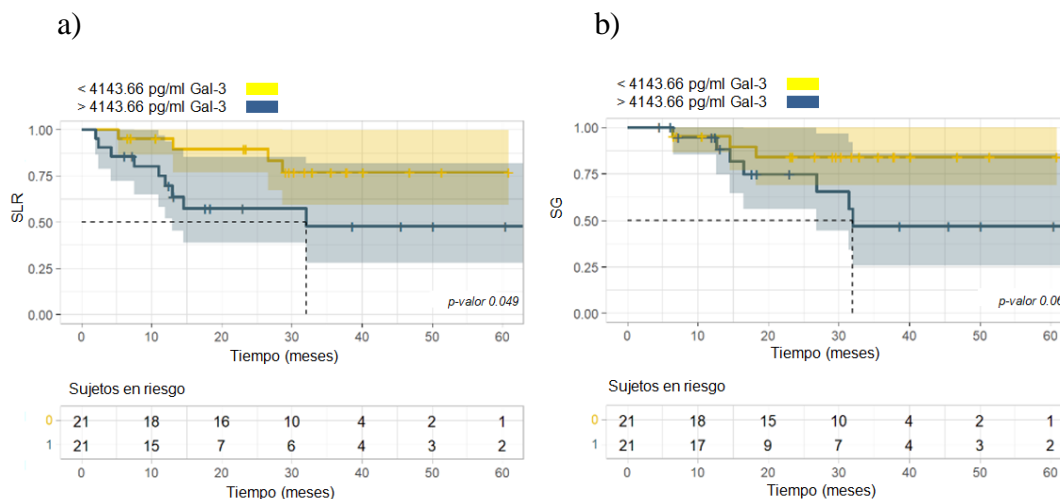 a)
< 4143.66 pg/ml Gal-3
> 4143.66 pg/ml Gal-3
1.00
0.75
0.50
0.25
0.00
SLR
p-valor 0.049
0 10 20 30 40 50 60
Tiempo (meses)
Sujetos en riesgo
0 21 18 16 10 4 2 1
1 21 15 7 6 4 3 2
0 10 20 30 40 50 60
Tiempo (meses)
b)
< 4143.66 pg/ml Gal-3
> 4143.66 pg/ml Gal-3
1.00
0.75
0.50
0.25
0.00
SG
p-valor 0.06
0 10 20 30 40 50 60
Tiempo (meses)
Sujetos en riesgo
0 21 18 15 10 4 2 1
1 21 17 9 7 4 3 2
0 10 20 30 40 50 60
Tiempo (meses)